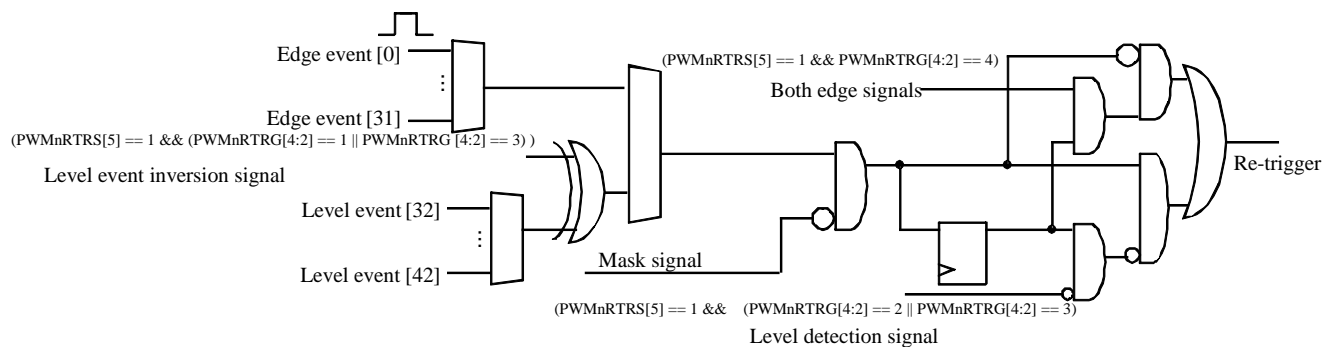 Edge event [0]
⋮
Edge event [31]
(PWMnRTRS[5] == 1 && (PWMnRTRG[4:2] == 1 || PWMnRTRG [4:2] == 3) )
Level event inversion signal
Level event [32]
⋮
Level event [42]
Mask signal
(PWMnRTRS[5] == 1 && PWMnRTRG[4:2] == 4)
Both edge signals
Re-trigger
(PWMnRTRS[5] == 1 && (PWMnRTRG[4:2] == 2 || PWMnRTRG[4:2] == 3)
Level detection signal